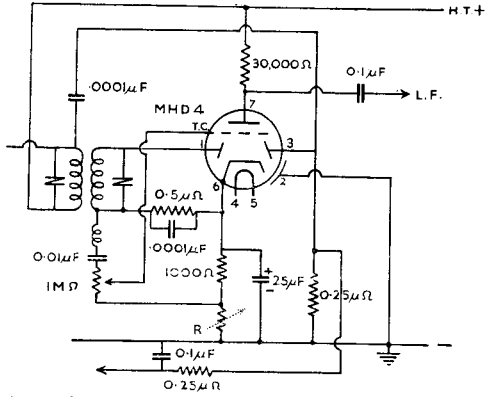 H.T.+
.0001µF
30,000Ω
0.1µF
L.F.
MHD4
7
T.C.
3
6
2
4 5
0.5µΩ
.0001µF
0.01µF
1000Ω
+
25µF
-
0.25µΩ
1MΩ
R
-
0.1µF
0.25µΩ